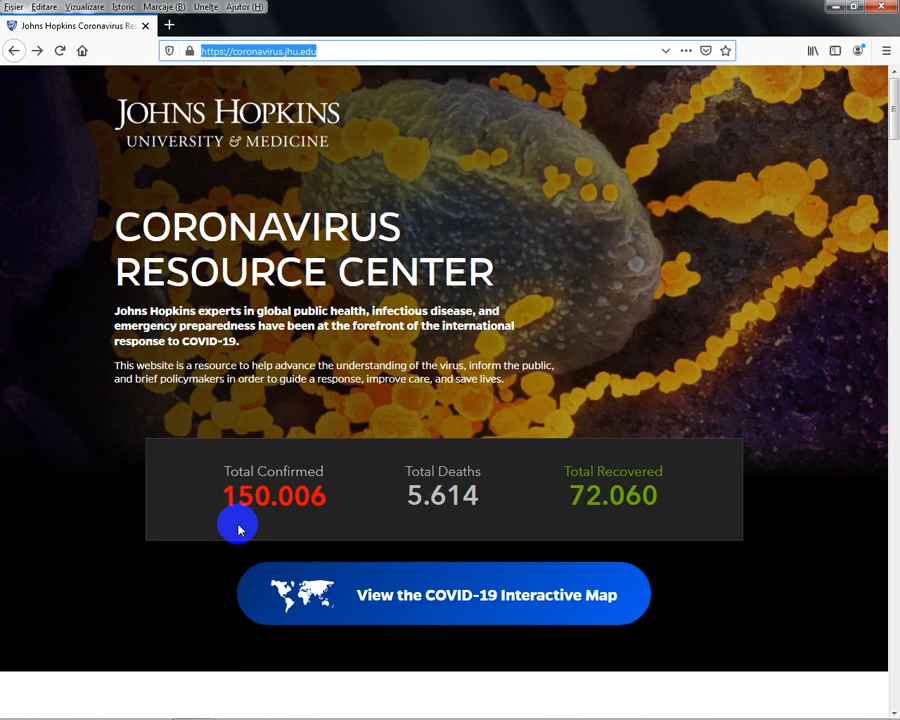 Fișier Editare Vizualizare Istoric Marcaje (B) Unelte Ajutor (H)
Johns Hopkins Coronavirus Re
https://coronavirus.jhu.edu
JOHNS HOPKINS
UNIVERSITY & MEDICINE
CORONAVIRUS
RESOURCE CENTER
Johns Hopkins experts in global public health, infectious disease, and
emergency preparedness have been at the forefront of the international
response to COVID-19.
This website is a resource to help advance the understanding of the virus, inform the public,
and brief policymakers in order to guide a response, improve care, and save lives.
Total Confirmed Total Deaths Total Recovered
150.006 5.614 72.060
View the COVID-19 Interactive Map